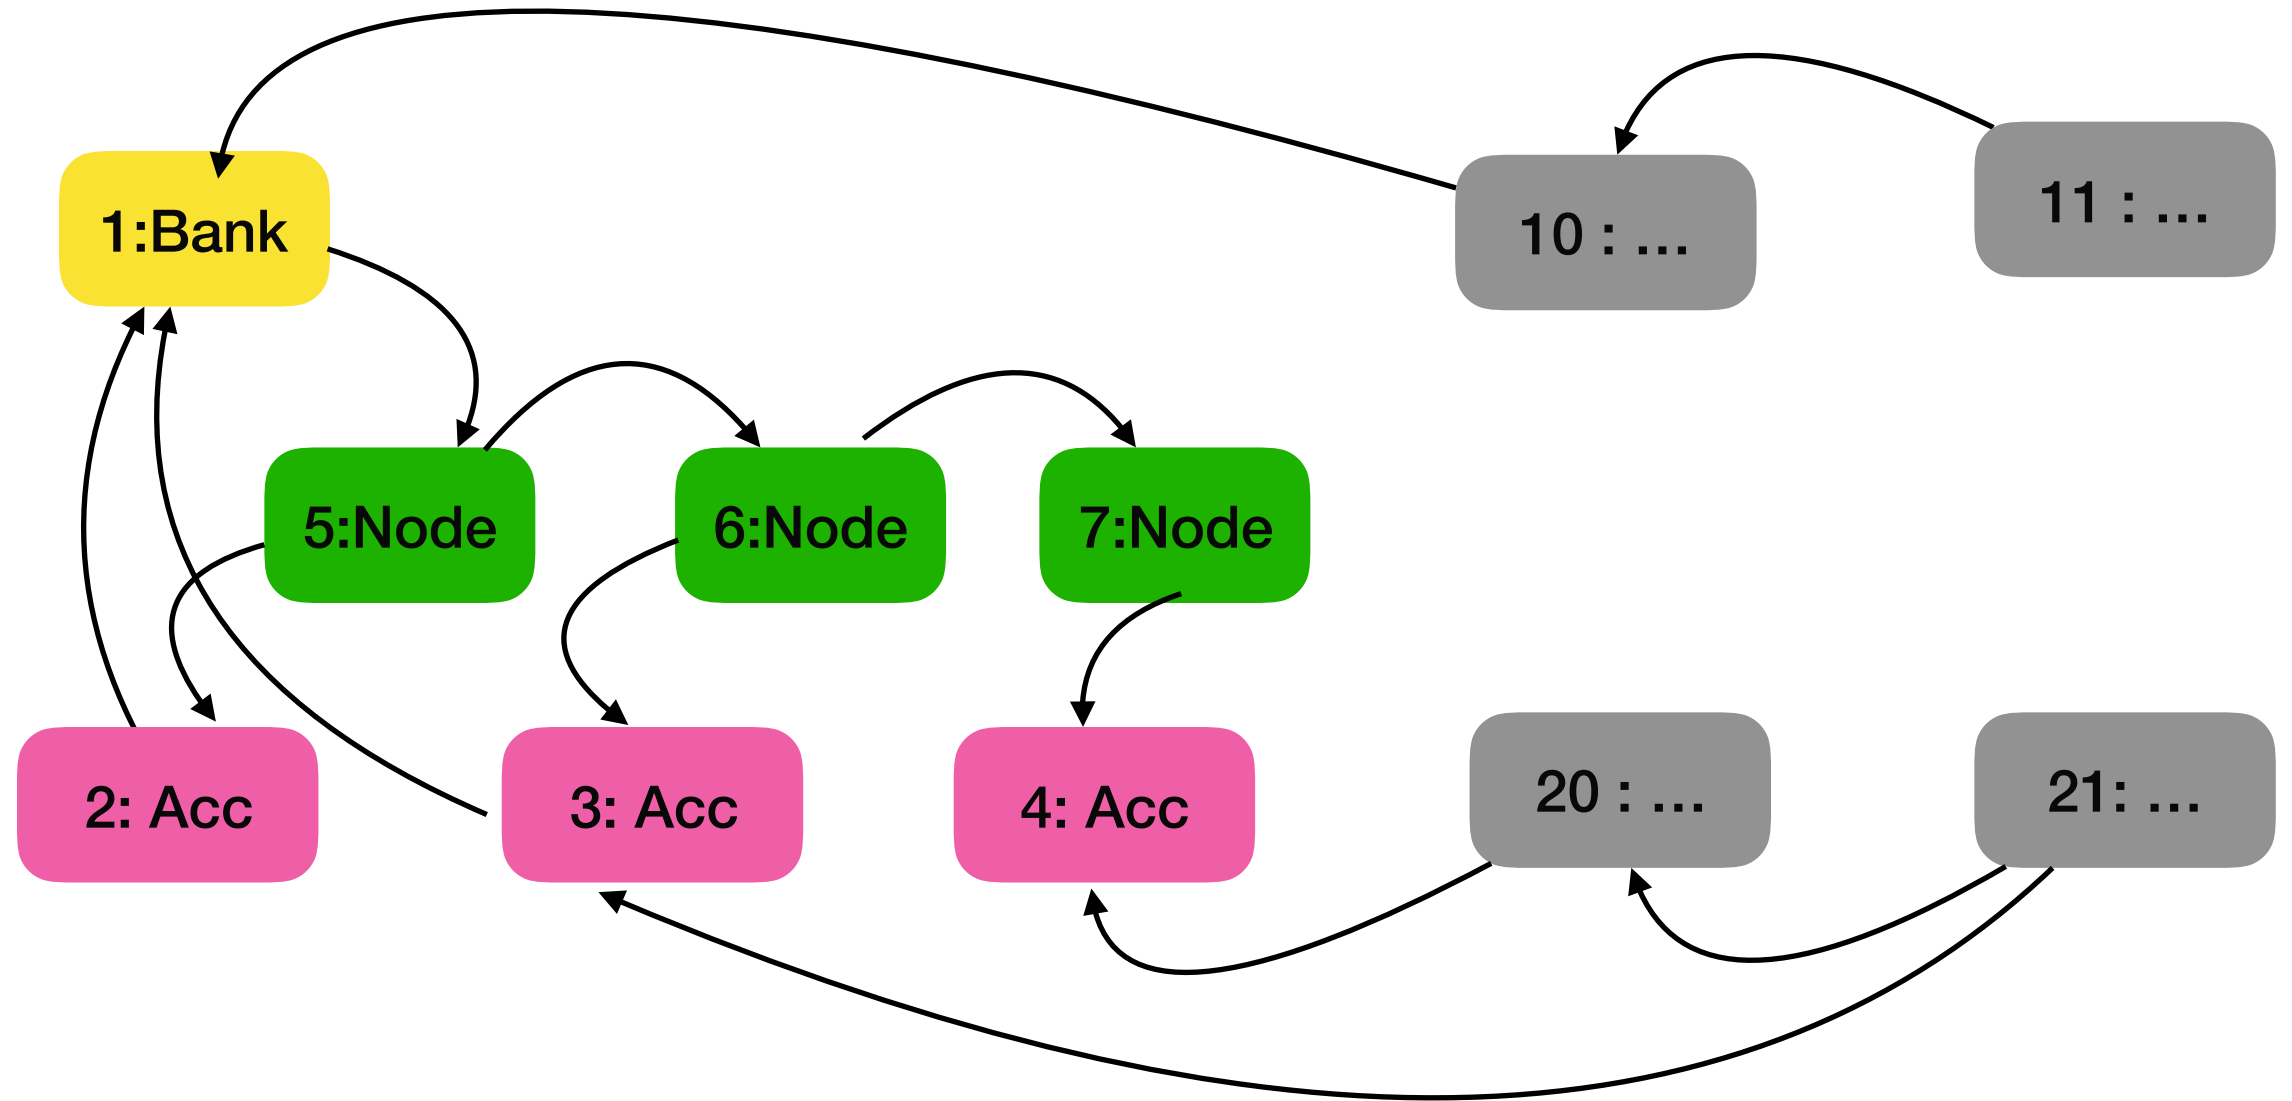 1:Bank
10 : ...
11 : ...
5:Node
6:Node
7:Node
2: Acc
3: Acc
4: Acc
20 : ...
21: ...